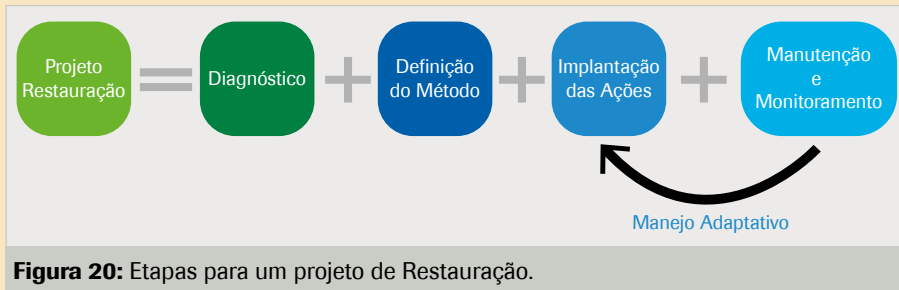 Projeto
Restauração
=
Diagnóstico
+
Definição
do Método
+
Implantação
das Ações
+
Manutenção
e
Monitoramento
Manejo Adaptativo
Figura 20: Etapas para um projeto de Restauração.